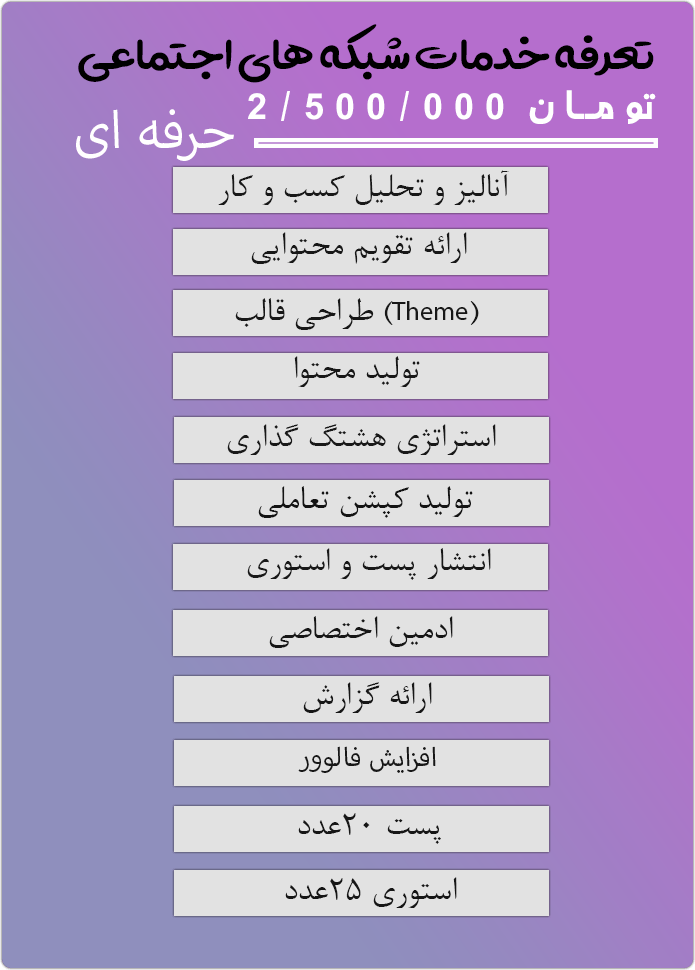 تعرفه خدمات شبکه های اجتماعی
2/500/000 تومان
حرفه ای
آنالیز و تحلیل کسب و کار
ارائه تقویم محتوایی
طراحی قالب (Theme)
تولید محتوا
استراتژی هشتگ گذاری
تولید کپشن تعاملی
انتشار پست و استوری
ادمین اختصاصی
ارائه گزارش
افزایش فالوور
پست ۲۰عدد
استوری ۲۵عدد